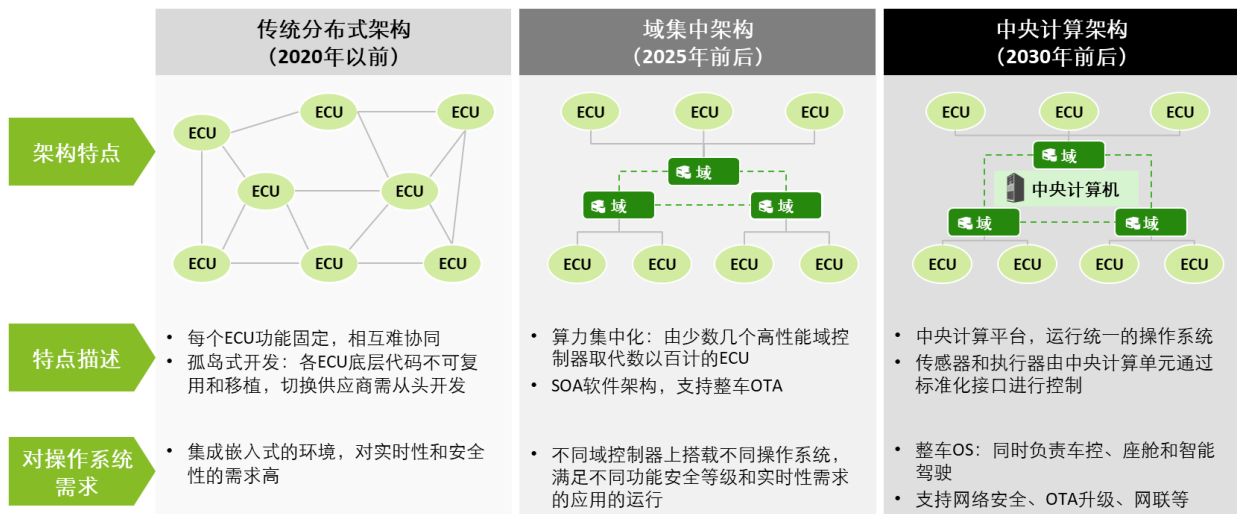 传统分布式架构
（2020年以前）
域集中架构
（2025年前后）
中央计算架构
（2030年前后）
架构特点
ECU
ECU
ECU
ECU
ECU
ECU
ECU
ECU
ECU
ECU
ECU
域
域
域
ECU
ECU
ECU
ECU
ECU
ECU
ECU
域
中央计算机
域
域
ECU
ECU
ECU
ECU
特点描述
• 每个ECU功能固定，相互难协同
• 孤岛式开发：各ECU底层代码不可复
用和移植，切换供应商需从头开发
• 算力集中化：由少数几个高性能域控
制器取代数以百计的ECU
• SOA软件架构，支持整车OTA
• 中央计算平台，运行统一的操作系统
• 传感器和执行器由中央计算单元通过
标准化接口进行控制
对操作系统
需求
• 集成嵌入式的环境，对实时性和安全
性的需求高
• 不同域控制器上搭载不同操作系统，
满足不同功能安全等级和实时性需求
的应用的运行
• 整车OS：同时负责车控、座舱和智能
驾驶
• 支持网络安全、OTA升级、网联等